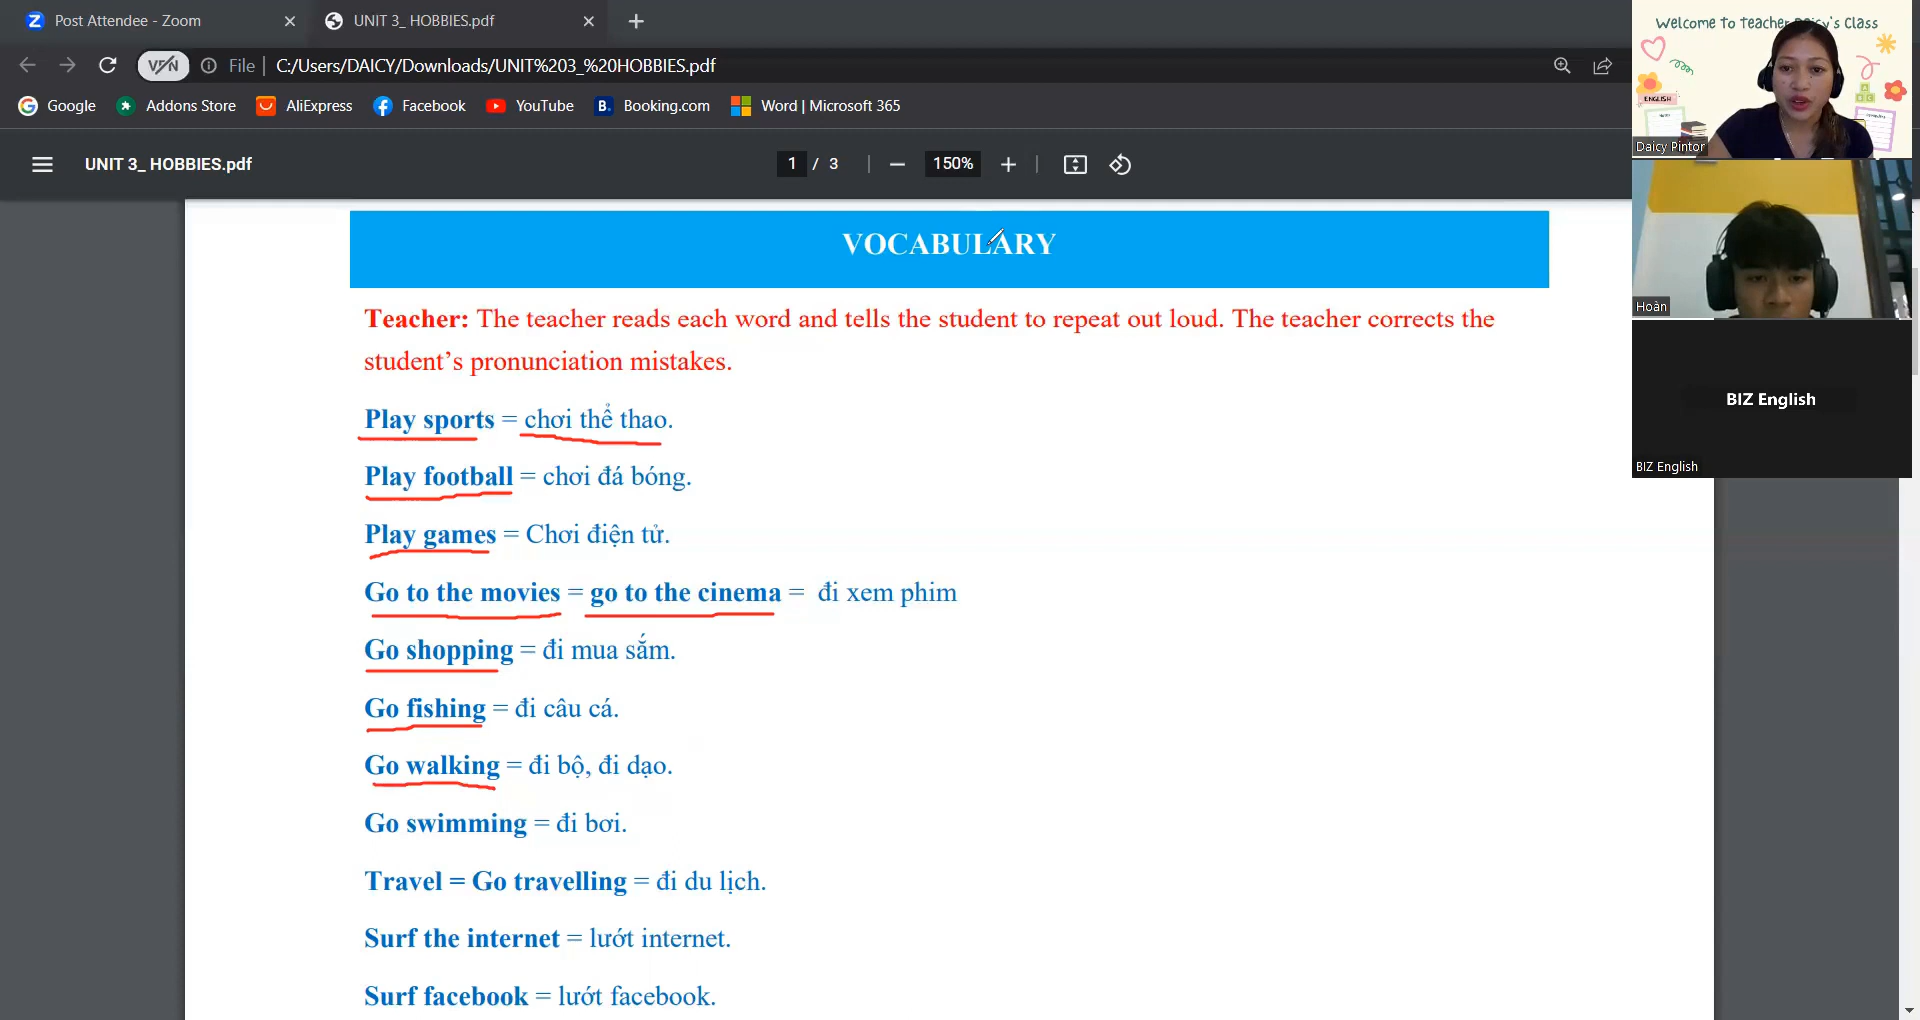 Post Attendee - Zoom
UNIT 3_ HOBBIES.pdf
VPN
File
C:/Users/DAICY/Downloads/UNIT%203_%20HOBBIES.pdf
Google
Addons Store
AliExpress
Facebook
YouTube
B.
Booking.com
Word | Microsoft 365
UNIT 3_ HOBBIES.pdf
1 / 3
150%
Welcome to Teacher Daisy's Class
ENGLISH
Daicy Pintor
Hoàn
BIZ English
BIZ English
VOCABULARY
Teacher: The teacher reads each word and tells the student to repeat out loud. The teacher corrects the
student's pronunciation mistakes.
Play sports = chơi thể thao.
Play football = chơi đá bóng.
Play games = Chơi điện tử.
Go to the movies = go to the cinema = đi xem phim
Go shopping = đi mua sắm.
Go fishing = đi câu cá.
Go walking = đi bộ, đi dạo.
Go swimming = đi bơi.
Travel = Go travelling = đi du lịch.
Surf the internet = lướt internet.
Surf facebook = lướt facebook.